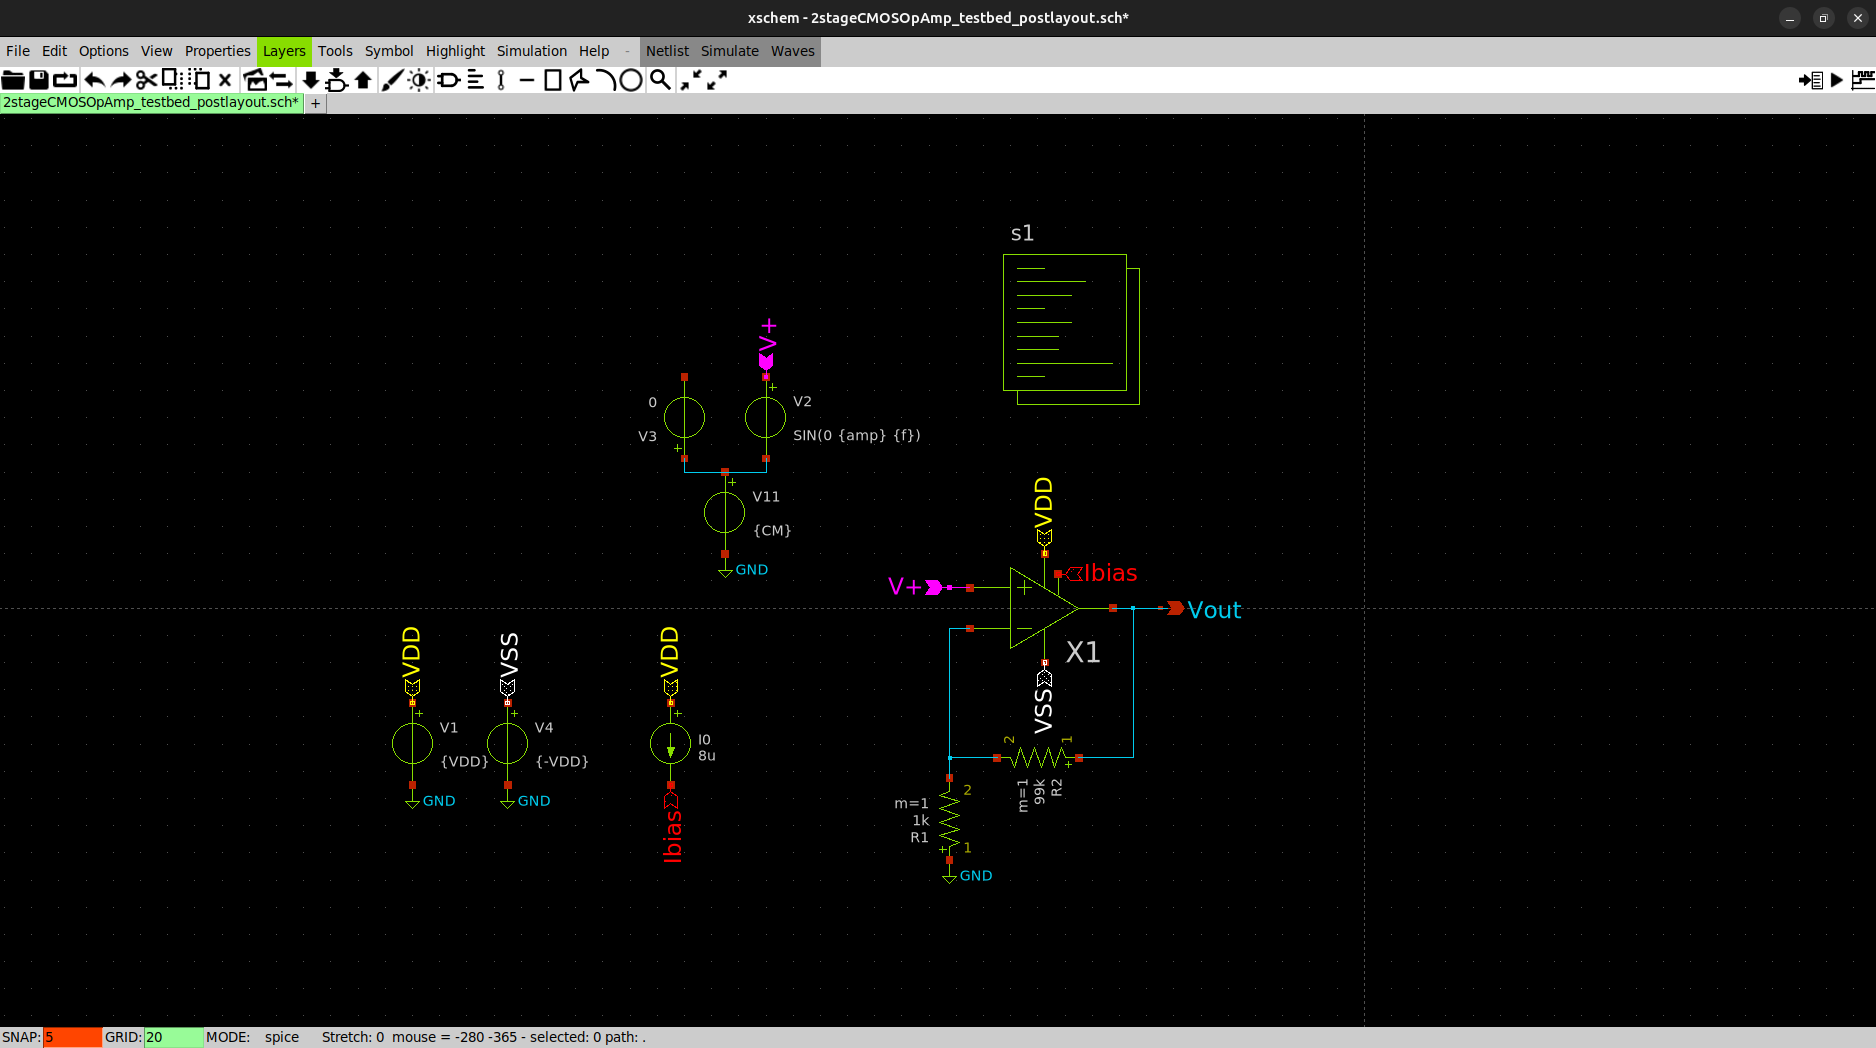 xschem - 2stageCMOSOpAmp_testbed_postlayout.sch*
File Edit Options View Properties Layers Tools Symbol Highlight Simulation Help - Netlist Simulate Waves
2stageCMOSOpAmp_testbed_postlayout.sch* +
s1
V+
0
V3
+
+
V2
SIN(0 {amp} {f})
+
V11
{CM}
GND
VDD
V+
+
−
Ibias
Vout
X1
VSS
VDD
+
V1
{VDD}
GND
VSS
+
V4
{-VDD}
GND
VDD
+
I0
8u
Ibias
2
1
+
m=1
99k
R2
2
m=1
1k
R1
+
1
GND
SNAP: 5 GRID: 20 MODE: spice Stretch: 0 mouse = -280 -365 - selected: 0 path: .